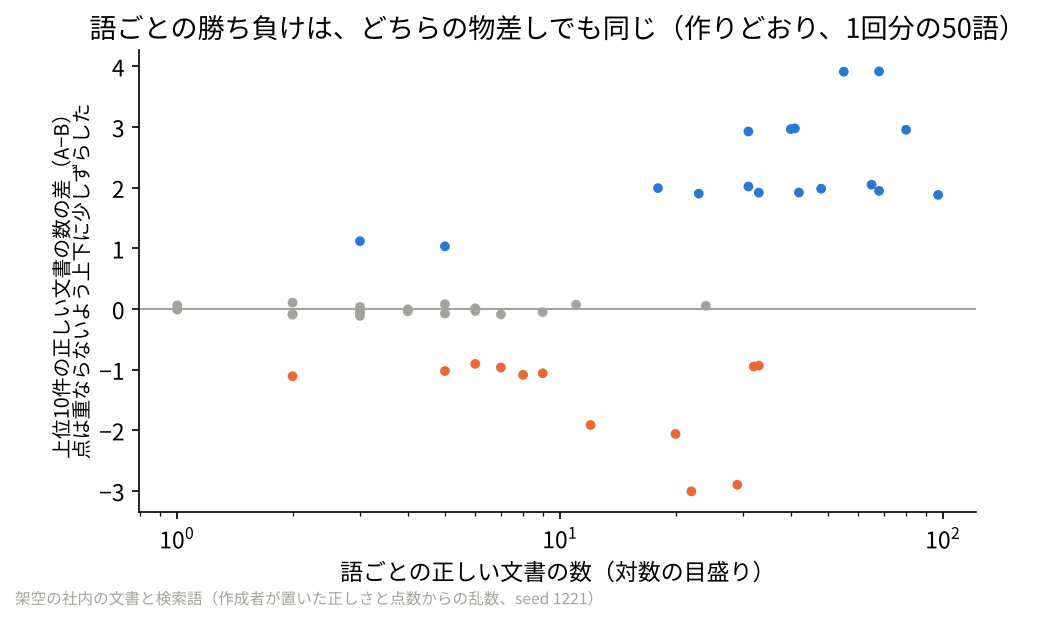 語ごとの勝ち負けは、どちらの物差しでも同じ（作りどおり、1回分の50語）
上位10件の正しい文書の数の差（A−B）
点は重ならないよう上下に少しずらした
4
3
2
1
0
−1
−2
−3
10⁰
10¹
10²
語ごとの正しい文書の数（対数の目盛り）
架空の社内の文書と検索語（作成者が置いた正しさと点数からの乱数、seed 1221）